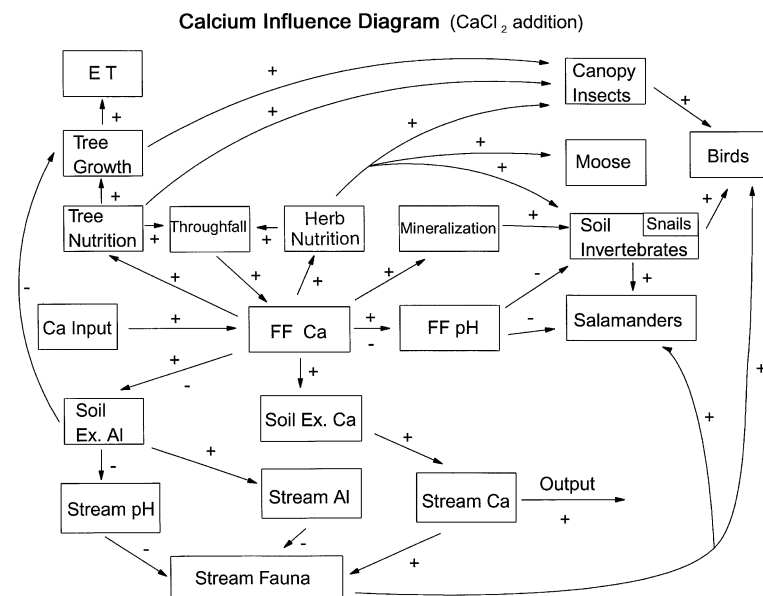 Calcium Influence Diagram (CaCl₂ addition)
E T
+
Tree
Growth
+
Tree
Nutrition
+
Throughfall
+
Herb
Nutrition
+
+
+
+
+
+
Canopy
Insects
+
Moose
Birds
Mineralization
+
Soil
Invertebrates
Snails
+
+
Salamanders
-
-
+
+
+
+
Ca Input
+
FF Ca
+
-
FF pH
-
+
-
+
Soil
Ex. Al
Soil Ex. Ca
+
+
-
Stream pH
Stream Al
Stream Ca
Output
+
+
+
-
-
+
Stream Fauna